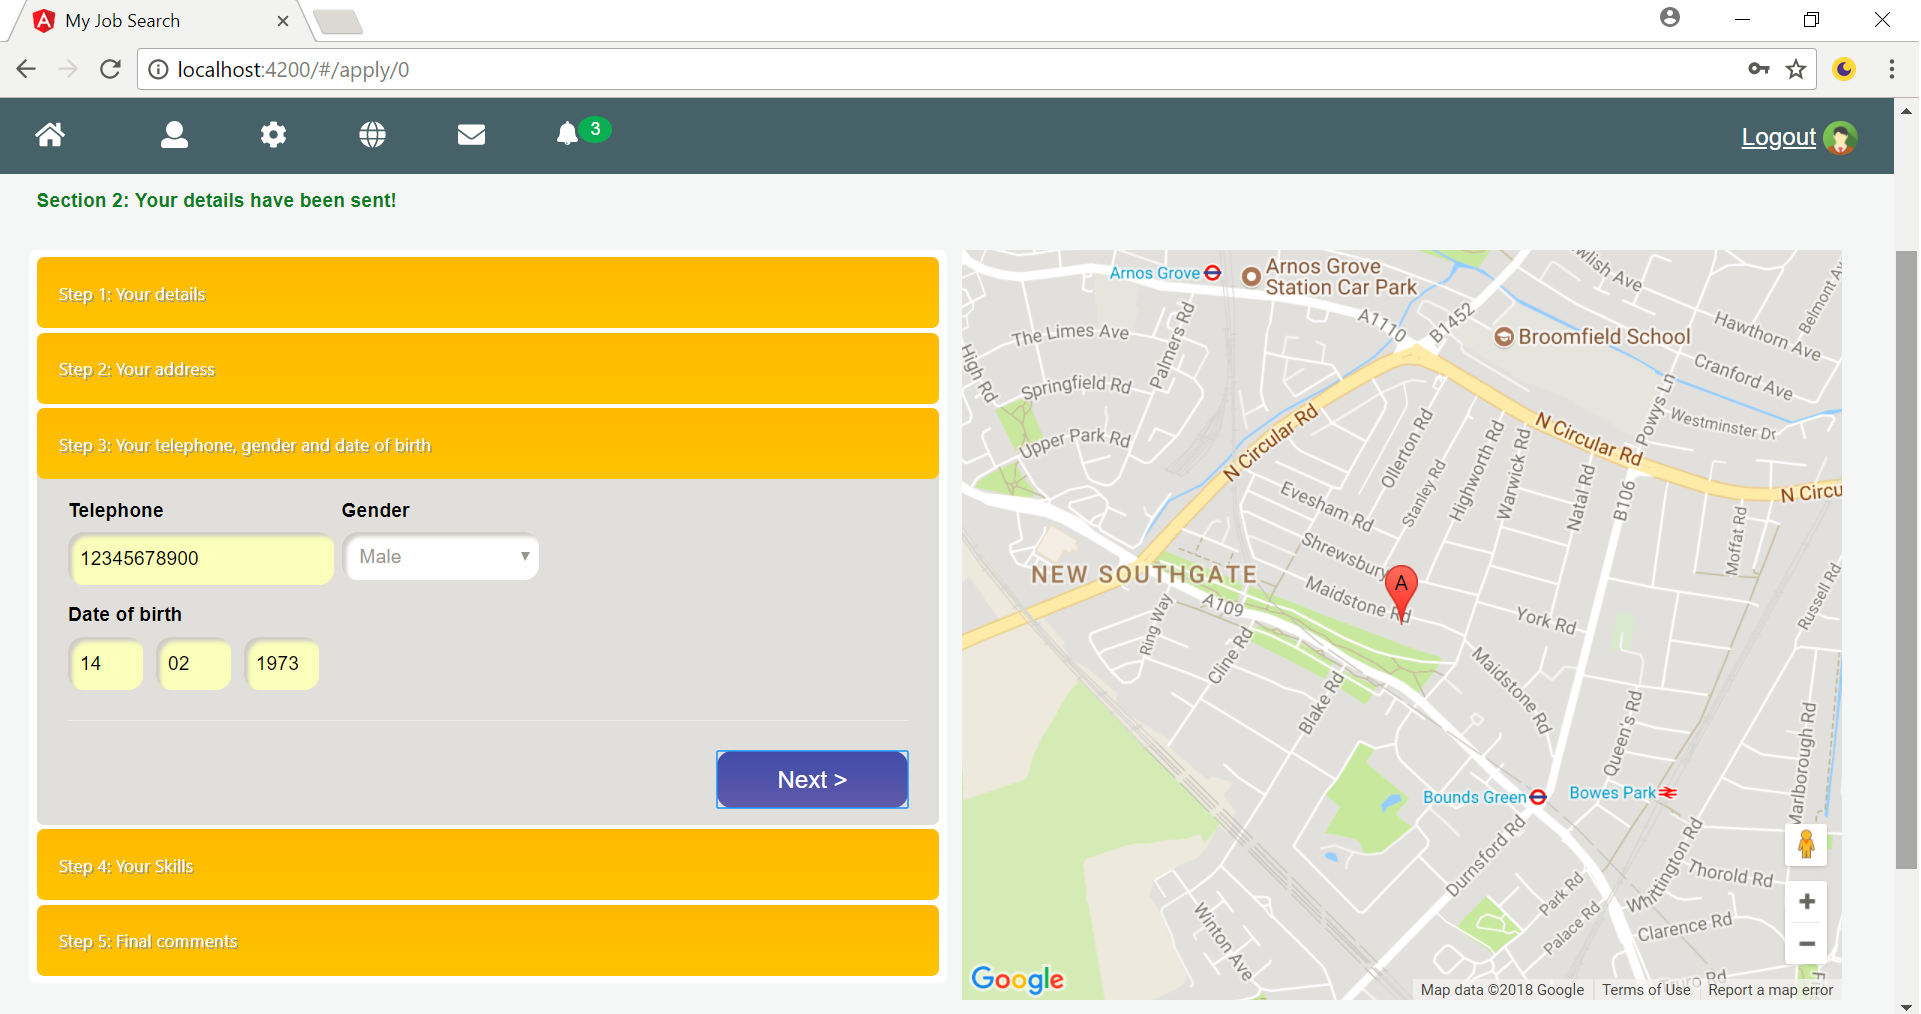 My Job Search
localhost:4200/#/apply/0
3
Logout
Section 2: Your details have been sent!
Step 1: Your details
Step 2: Your address
Step 3: Your telephone, gender and date of birth
Telephone
Gender
12345678900
Male
Date of birth
14
02
1973
Next >
Step 4: Your Skills
Step 5: Final comments
Arnos Grove
Arnos Grove
Station Car Park
The Limes Ave
Palmers Rd
A1110
B1452
Broomfield School
Hawthorn Ave
Belmont
Cranford Ave
High Rd
Springfield Rd
Upper Park Rd
N Circular Rd
Ollerton Rd
Stanley Rd
Highworth Rd
Warwick Rd
N Circular Rd
Powys Ln
Westminster Dr
Natal Rd
B106
N Circu
Moffat Rd
Evesham Rd
Shrewsbury
NEW SOUTHGATE
Maidstone Rd
A
A109
Ring Way
Cline Rd
York Rd
Russell Rd
Maidstone Rd
Blake Rd
Queen's Rd
Marlborough Rd
Bounds Green
Bowes Park
Durnsford Rd
Whittington Rd
Thorold Rd
Park Rd
Palace Rd
Clarence Rd
Winton Ave
+
−
Google
Map data ©2018 Google
Terms of Use
Report a map error